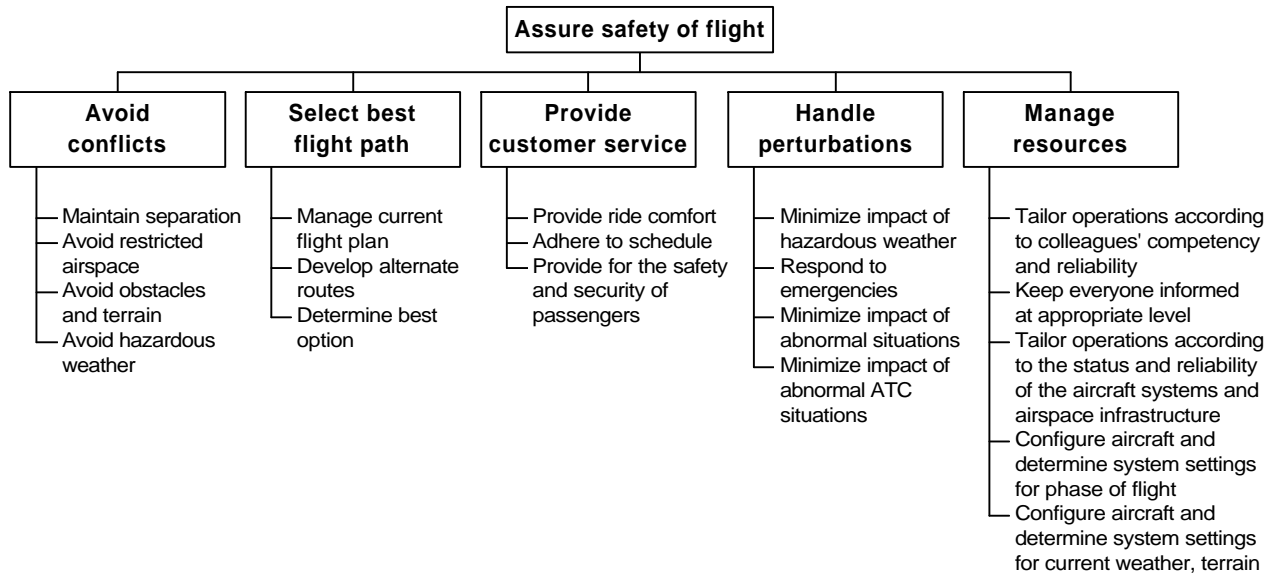 Assure safety of flight
Avoid
conflicts
Maintain separation
Avoid restricted
airspace
Avoid obstacles
and terrain
Avoid hazardous
weather
Select best
flight path
Manage current
flight plan
Develop alternate
routes
Determine best
option
Provide
customer service
Provide ride comfort
Adhere to schedule
Provide for the safety
and security of
passengers
Handle
perturbations
Minimize impact of
hazardous weather
Respond to
emergencies
Minimize impact of
abnormal situations
Minimize impact of
abnormal ATC
situations
Manage
resources
Tailor operations according
to colleagues' competency
and reliability
Keep everyone informed
at appropriate level
Tailor operations according
to the status and reliability
of the aircraft systems and
airspace infrastructure
Configure aircraft and
determine system settings
for phase of flight
Configure aircraft and
determine system settings
for current weather, terrain